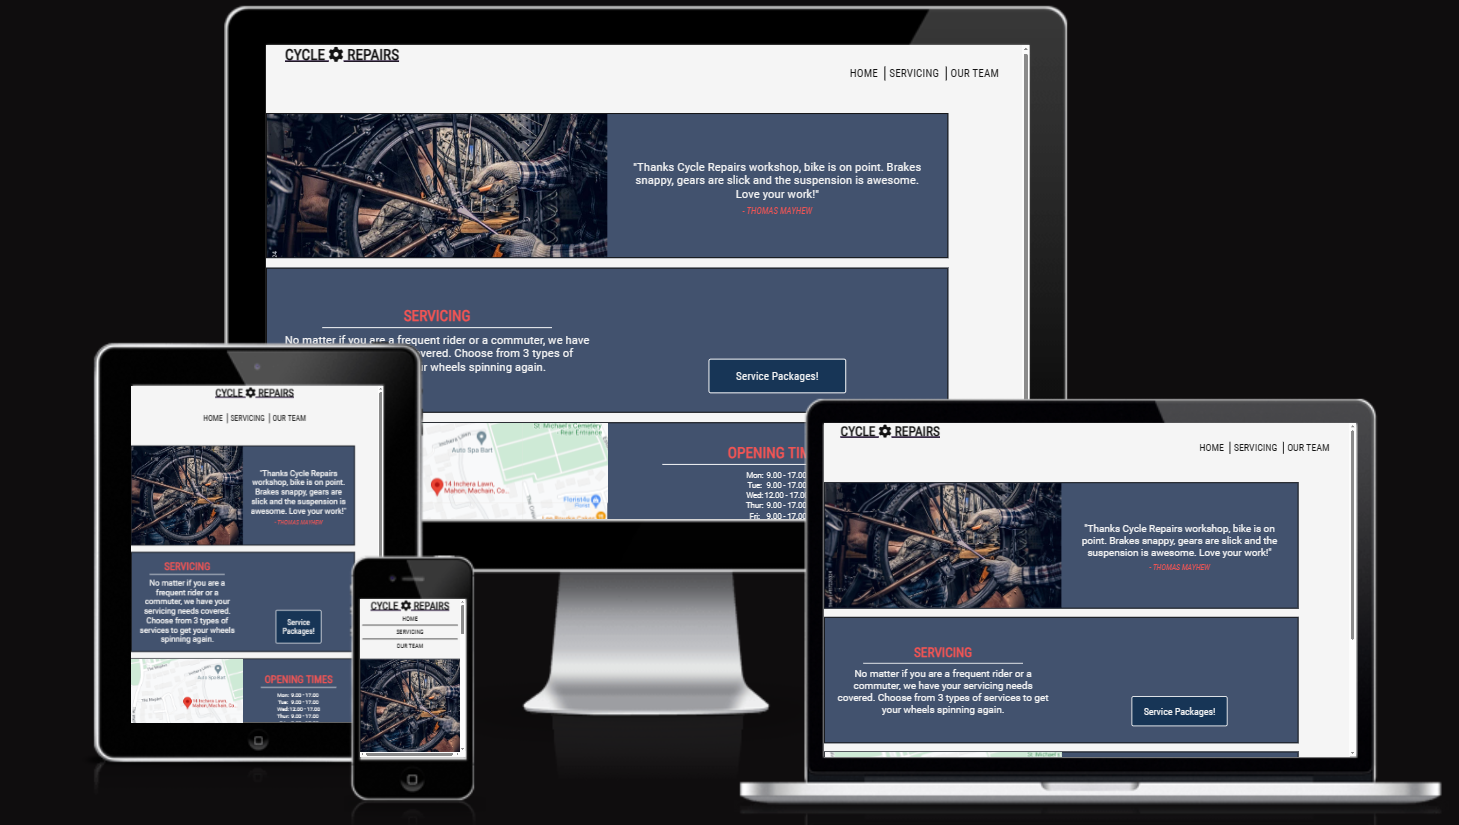 CYCLE REPAIRS
HOME
SERVICING
OUR TEAM
"Thanks Cycle Repairs workshop, bike is on point. Brakes
snappy, gears are slick and the suspension is awesome.
Love your work!"
- THOMAS MAYHEW
SERVICING
No matter if you are a frequent rider or a commuter, we have
vered. Choose from 3 types of
r wheels spinning again.
Service Packages!
St. Michael's Cemetery
Rear Entrance
Inchera Lawn
Auto Spa Bart
14 Inchera Lawn,
Mahon, Machain, Co...
OPENING TIM
Mon: 9.00 - 17.00
Tue: 9.00 - 17.00
Wed: 12.00 - 17.00
Thur: 9.00 - 17.00
Fri: 9.00 - 17.00
CYCLE REPAIRS
HOME
SERVICING
OUR TEAM
"Thanks Cycle Repairs
workshop, bike is on point.
Brakes snappy, gears are
slick and the suspension is
awesome. Love your work!"
- THOMAS MAYHEW
SERVICING
No matter if you are a
frequent rider or a
commuter, we have your
servicing needs covered.
Choose from 3 types of
services to get your wheels
spinning again.
Service
Packages!
14 Inchera Lawn,
Mahon, Machain, Co...
OPENING TIMES
Mon: 9.00 - 17.00
Tue: 9.00 - 17.00
Wed: 12.00 - 17.00
Thur: 9.00 - 17.00
CYCLE REPAIRS
HOME
SERVICING
OUR TEAM
CYCLE REPAIRS
HOME
SERVICING
OUR TEAM
"Thanks Cycle Repairs workshop, bike is on
point. Brakes snappy, gears are slick and the
suspension is awesome. Love your work!"
- THOMAS MAYHEW
SERVICING
No matter if you are a frequent rider or a
commuter, we have your servicing needs
covered. Choose from 3 types of services to get
your wheels spinning again.
Service Packages!